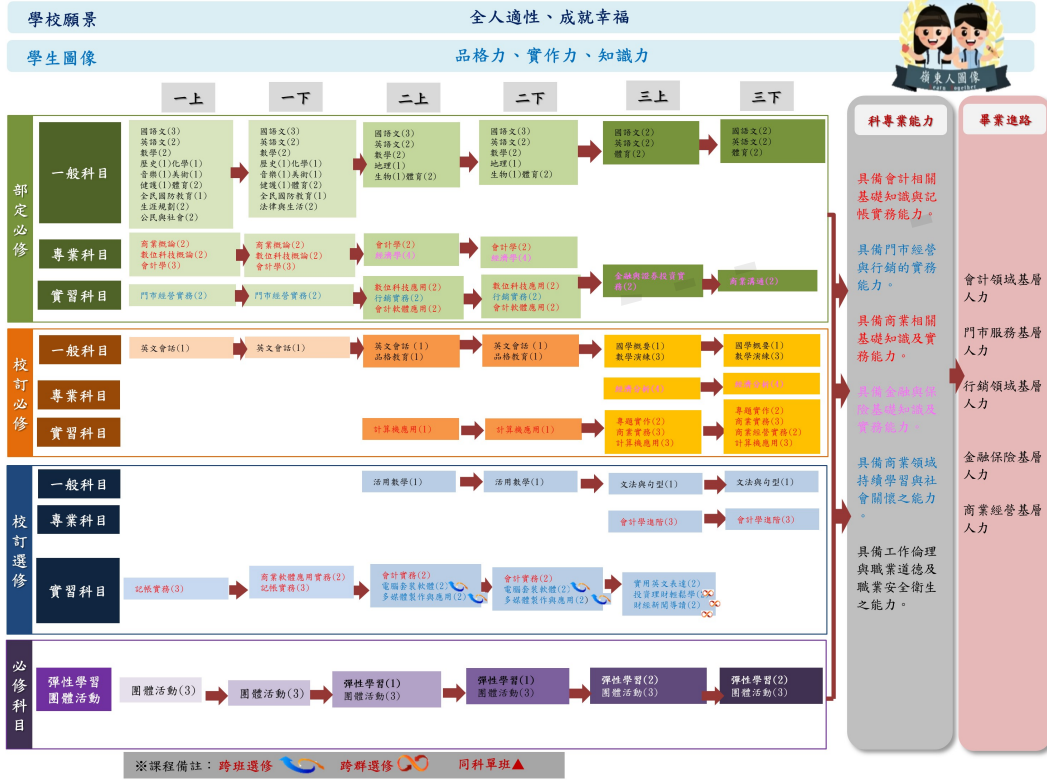 學校願景
全人適性、成就幸福
學生圖像
品格力、實作力、知識力
嶺東人圖像
一上
一下
二上
二下
三上
三下
科專業能力
畢業進路
部定必修
一般科目
國語文(3)
英語文(2)
數學(2)
歷史(1)化學(1)
音樂(1)美術(1)
健護(1)體育(2)
全民國防教育(1)
生涯規劃(2)
公民與社會(2)
國語文(3)
英語文(2)
數學(2)
歷史(1)化學(1)
音樂(1)美術(1)
健護(1)體育(2)
全民國防教育(1)
法律與生活(2)
國語文(3)
英語文(2)
數學(2)
地理(1)
生物(1)體育(2)
國語文(3)
英語文(2)
數學(2)
地理(1)
生物(1)體育(2)
國語文(2)
英語文(2)
體育(2)
國語文(2)
英語文(2)
體育(2)
專業科目
商業概論(2)
數位科技概論(2)
會計學(3)
商業概論(2)
數位科技概論(2)
會計學(3)
會計學(2)
經濟學(4)
會計學(2)
經濟學(4)
實習科目
門市經營實務(2)
門市經營實務(2)
數位科技應用(2)
行銷實務(2)
會計軟體應用(2)
數位科技應用(2)
行銷實務(2)
會計軟體應用(2)
金融與證券投資實
務(2)
商業溝通(2)
校訂必修
一般科目
英文會話(1)
英文會話(1)
英文會話 (1)
品格教育(1)
英文會話 (1)
品格教育(1)
國學概要(1)
數學演練(3)
國學概要(1)
數學演練(3)
專業科目
經濟分析(4)
經濟分析(4)
實習科目
計算機應用(1)
計算機應用(1)
專題實作(2)
商業實務(3)
計算機應用(3)
專題實作(2)
商業實務(3)
商業經營實務(2)
計算機應用(3)
校訂選修
一般科目
活用數學(1)
活用數學(1)
文法與句型(1)
文法與句型(1)
專業科目
會計學進階(3)
會計學進階(3)
實習科目
記帳實務(3)
商業軟體應用實務(2)
記帳實務(3)
會計實務(2)
電腦套裝軟體(2)
多媒體製作與應用(2)
會計實務(2)
電腦套裝軟體(2)
多媒體製作與應用(2)
實用英文表達(2)
投資理財輕鬆學(2)
財經新聞導讀(2)
必修科目
彈性學習
團體活動
團體活動(3)
團體活動(3)
彈性學習(1)
團體活動(3)
彈性學習(1)
團體活動(3)
彈性學習(2)
團體活動(3)
彈性學習(2)
團體活動(3)
具備會計相關
基礎知識與記
帳實務能力。
具備門市經營
與行銷的實務
能力。
具備商業相關
基礎知識及實
務能力。
具備金融與保
險基礎知識及
實務能力。
具備商業領域
持續學習與社
會關懷之能力
。
具備工作倫理
與職業道德及
職業安全衛生
之能力。
會計領域基層
人力
門市服務基層
人力
行銷領域基層
人力
金融保險基層
人力
商業經營基層
人力
※課程備註：跨班選修
跨群選修
同科單班▲